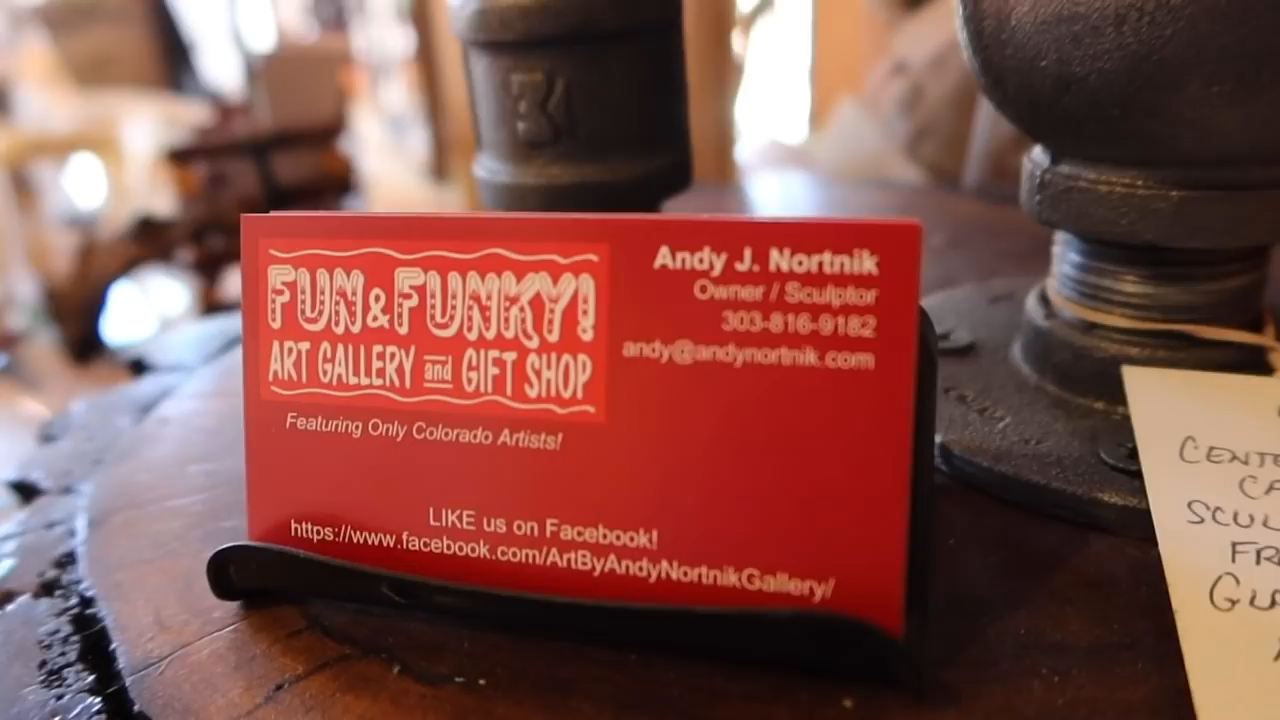 FUN & FUNKY!
ART GALLERY and GIFT SHOP
Featuring Only Colorado Artists!
Andy J. Nortnik
Owner / Sculptor
303-816-9182
andy@andynortnik.com
LIKE us on Facebook!
https://www.facebook.com/ArtByAndyNortnikGallery/